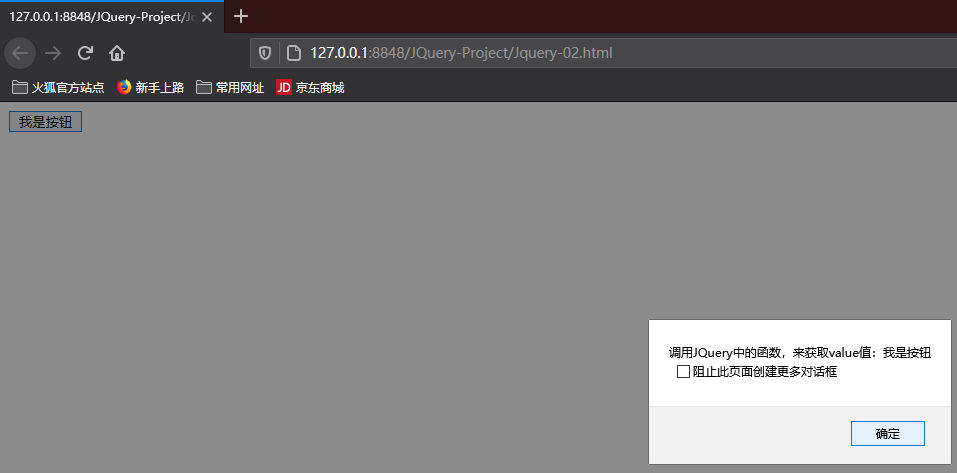 127.0.0.1:8848/JQuery-Project/Jc
127.0.0.1:8848/JQuery-Project/Jquery-02.html
火狐官方站点 新手上路 常用网址 JD 京东商城
我是按钮
调用JQuery中的函数，来获取value值：我是按钮
阻止此页面创建更多对话框
确定